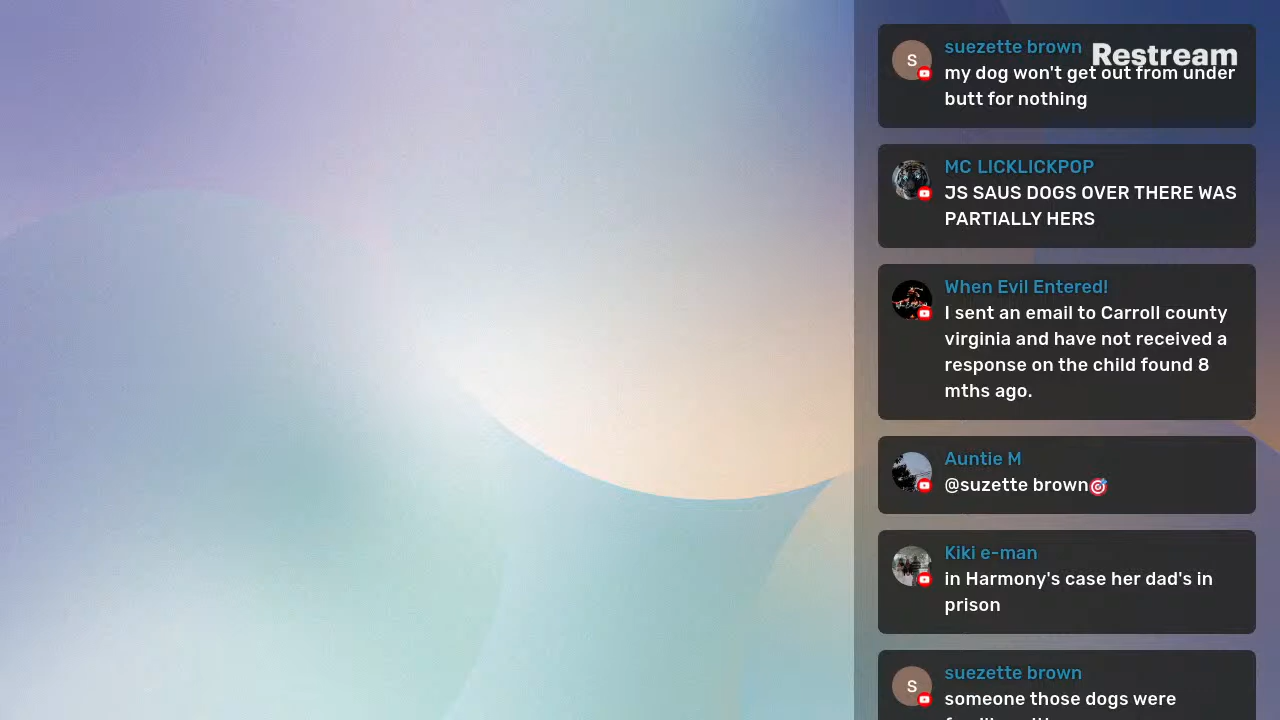 suezette brown
Restream
my dog won't get out from under
butt for nothing
MC LICKLICKPOP
JS SAUS DOGS OVER THERE WAS
PARTIALLY HERS
When Evil Entered!
I sent an email to Carroll county
virginia and have not received a
response on the child found 8
mths ago.
Auntie M
@suzette brown🎯
Kiki e-man
in Harmony's case her dad's in
prison
S
suezette brown
someone those dogs were